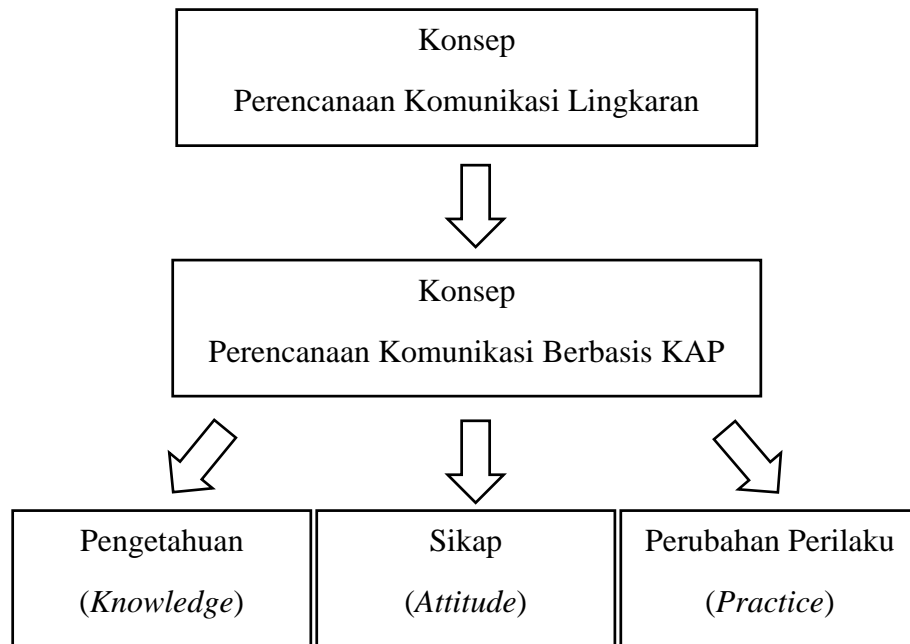 Konsep
Perencanaan Komunikasi Lingkaran
Konsep
Perencanaan Komunikasi Berbasis KAP
Pengetahuan
(Knowledge)
Sikap
(Attitude)
Perubahan Perilaku
(Practice)